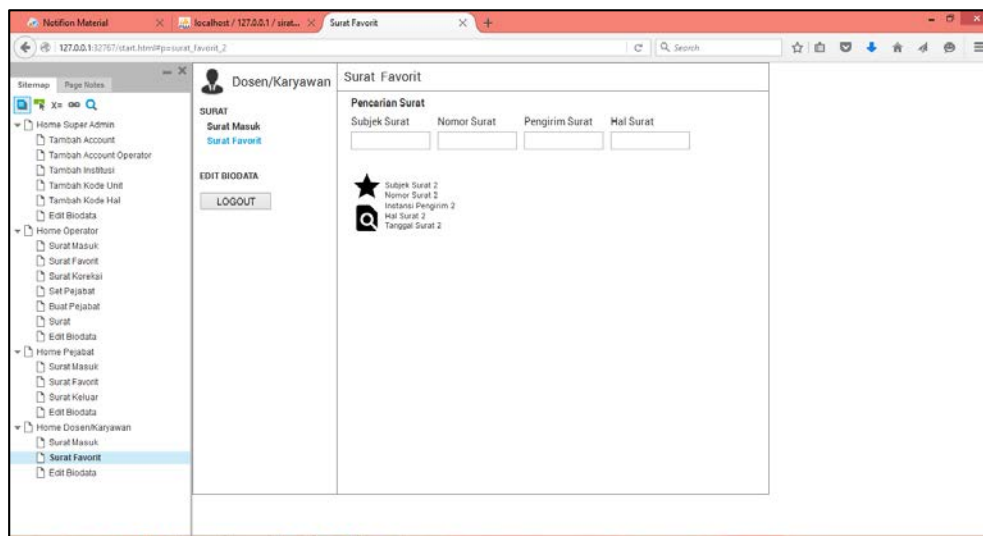 Notifion Material
localhost / 127.0.0.1 / sirat...
Surat Favorit
127.0.0.1:32767/start.html#p=surat_favorit_2
Search
Sitemap
Page Notes
Home Super Admin
Tambah Account
Tambah Account Operator
Tambah Institusi
Tambah Kode Unit
Tambah Kode Hal
Edit Biodata
Home Operator
Surat Masuk
Surat Favorit
Surat Koreksi
Set Pejabat
Buat Pejabat
Surat
Edit Biodata
Home Pejabat
Surat Masuk
Surat Favorit
Surat Keluar
Edit Biodata
Home Dosen/Karyawan
Surat Masuk
Surat Favorit
Edit Biodata
Dosen/Karyawan
SURAT
Surat Masuk
Surat Favorit
EDIT BIODATA
LOGOUT
Surat Favorit
Pencarian Surat
Subjek Surat Nomor Surat Pengirim Surat Hal Surat
Subjek Surat 2
Nomor Surat 2
Instansi Pengirim 2
Hal Surat 2
Tanggal Surat 2